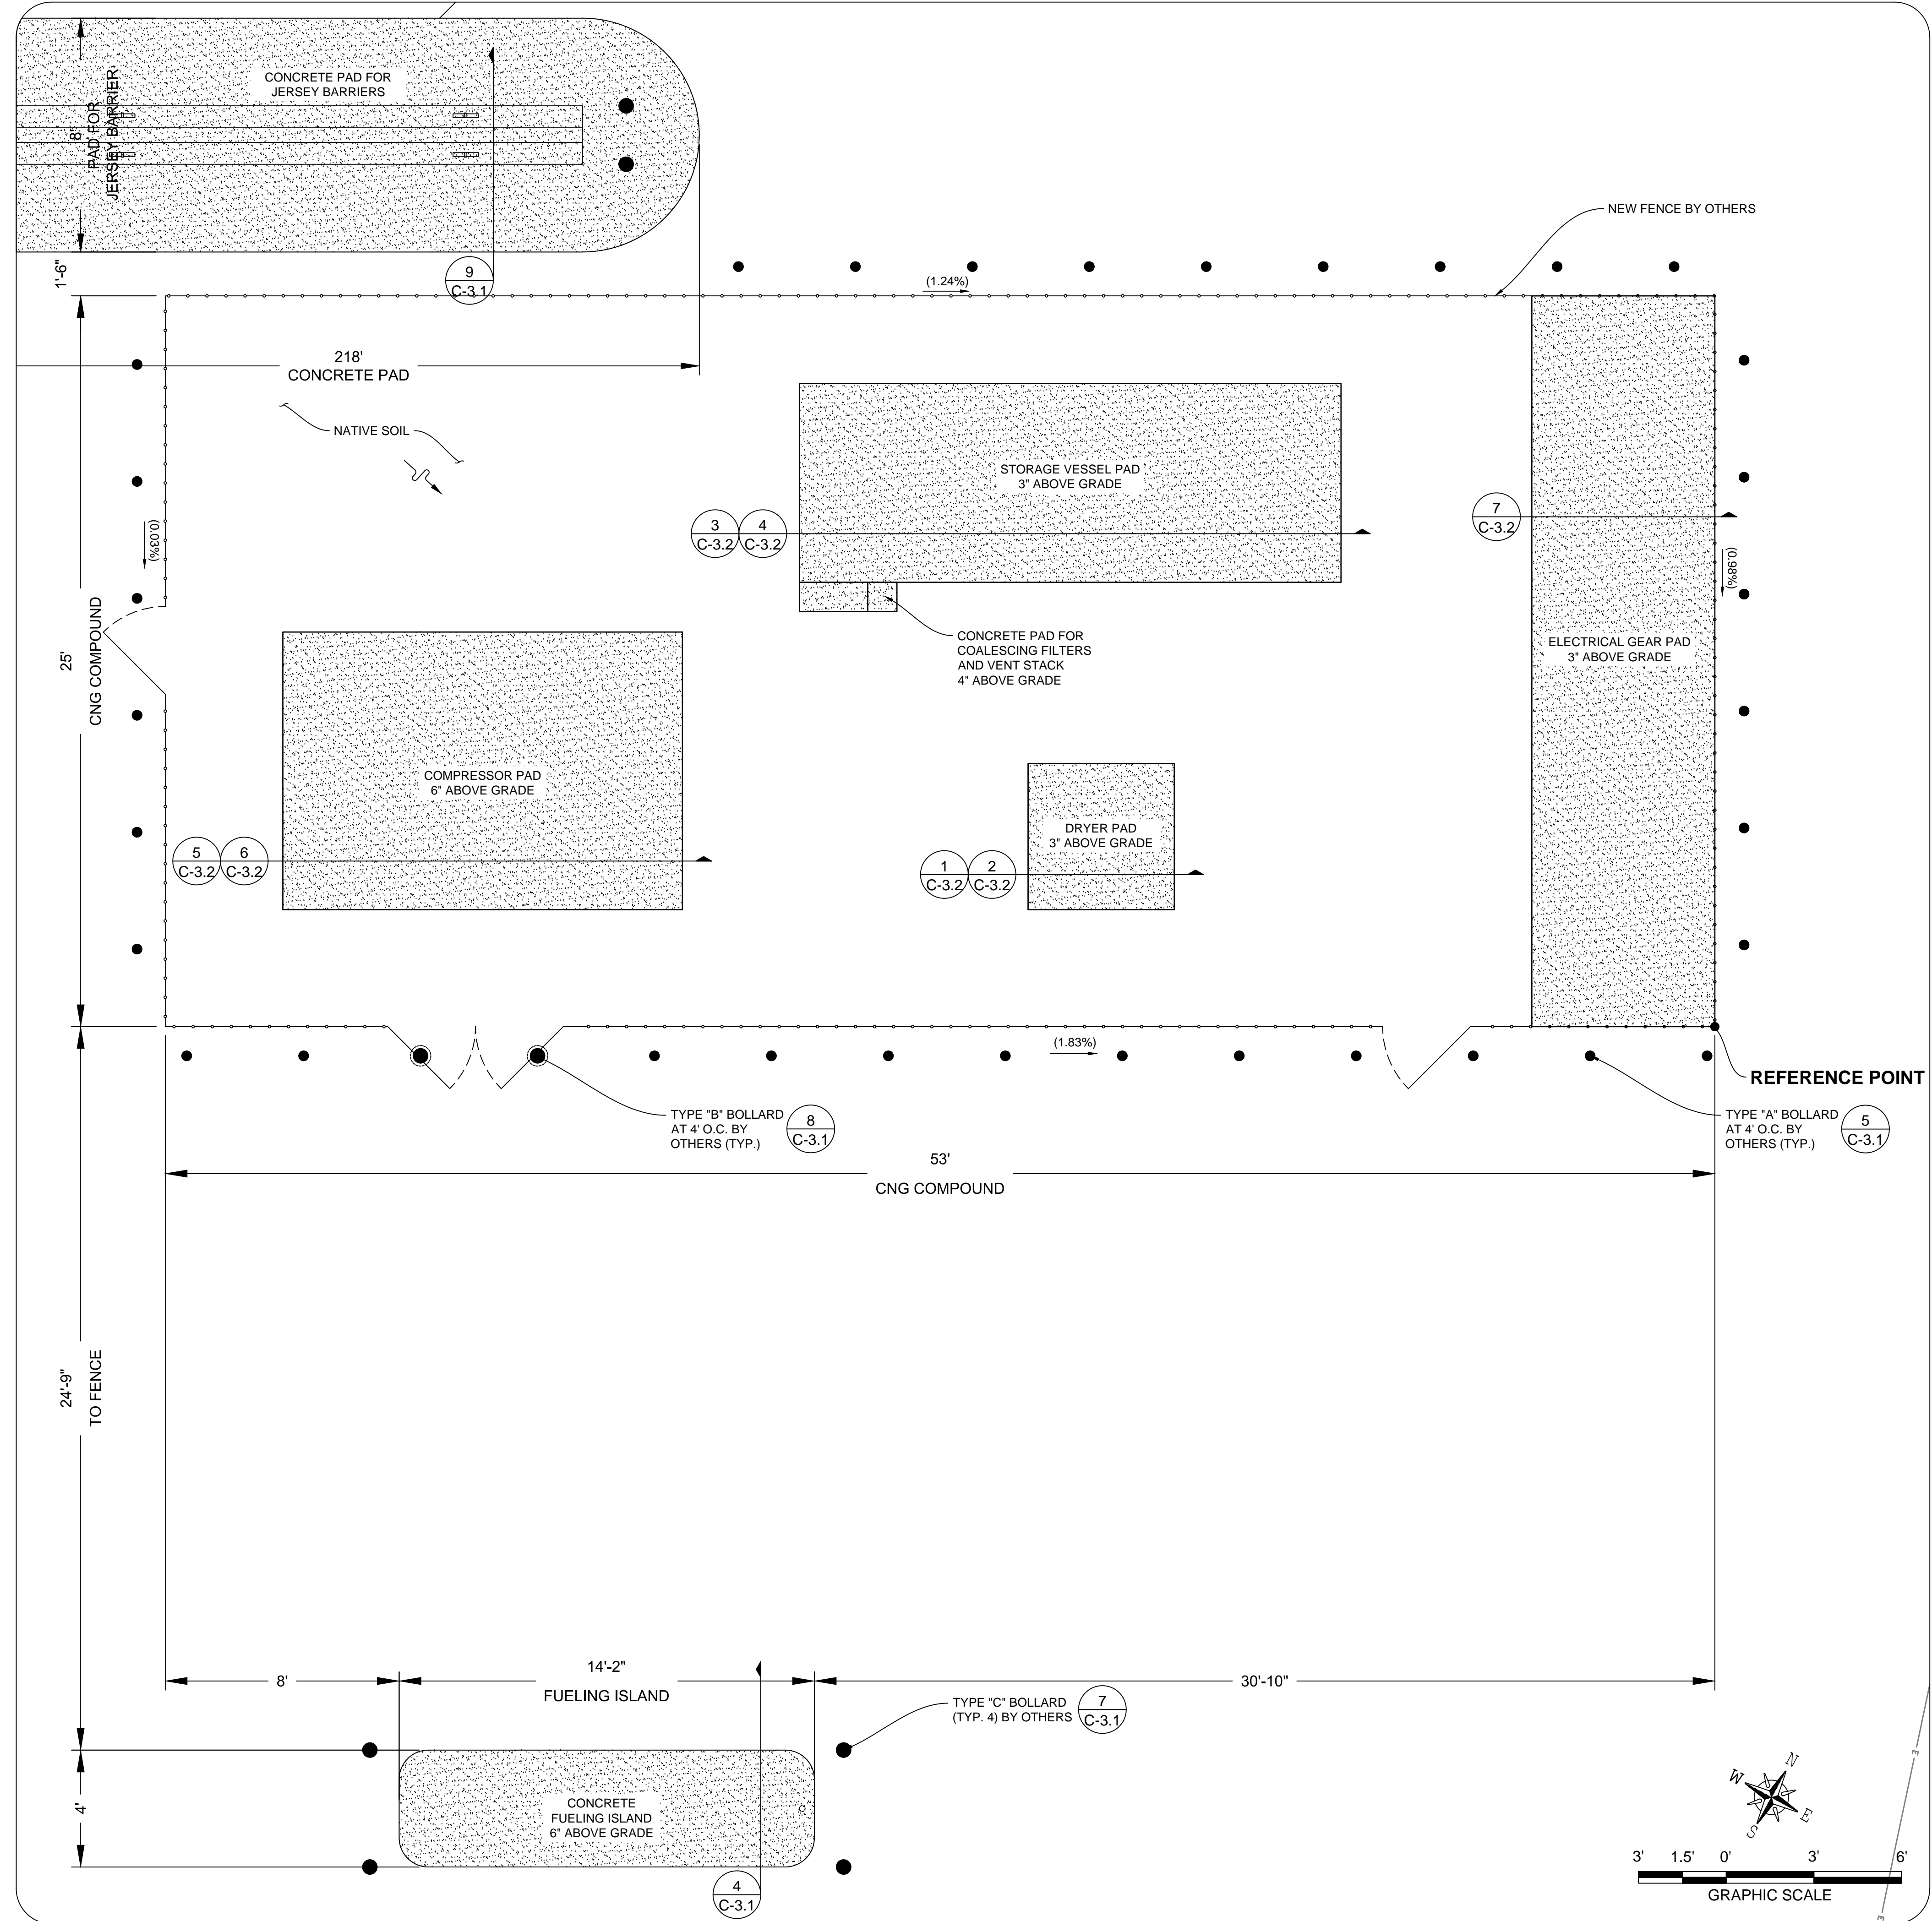 CONCRETE PAD FOR
JERSEY BARRIERS
8'
PAD FOR
JERSEY BARRIER
1'-6"
9
C-3.1
(1.24%)
NEW FENCE BY OTHERS
218'
CONCRETE PAD
NATIVE SOIL
STORAGE VESSEL PAD
3" ABOVE GRADE
3
C-3.2
4
C-3.2
7
C-3.2
(0.03%)
(0.98%)
25'
CNG COMPOUND
CONCRETE PAD FOR
COALESCING FILTERS
AND VENT STACK
4" ABOVE GRADE
ELECTRICAL GEAR PAD
3" ABOVE GRADE
COMPRESSOR PAD
6" ABOVE GRADE
5
C-3.2
6
C-3.2
DRYER PAD
3" ABOVE GRADE
1
C-3.2
2
C-3.2
(1.83%)
REFERENCE POINT
TYPE "B" BOLLARD
AT 4' O.C. BY
OTHERS (TYP.)
8
C-3.1
TYPE "A" BOLLARD
AT 4' O.C. BY
OTHERS (TYP.)
5
C-3.1
53'
CNG COMPOUND
24'-9"
TO FENCE
8'
14'-2"
FUELING ISLAND
30'-10"
TYPE "C" BOLLARD
(TYP. 4) BY OTHERS
7
C-3.1
4'
CONCRETE
FUELING ISLAND
6" ABOVE GRADE
4
C-3.1
N
W
E
S
E
E
3' 1.5' 0' 3' 6'
GRAPHIC SCALE